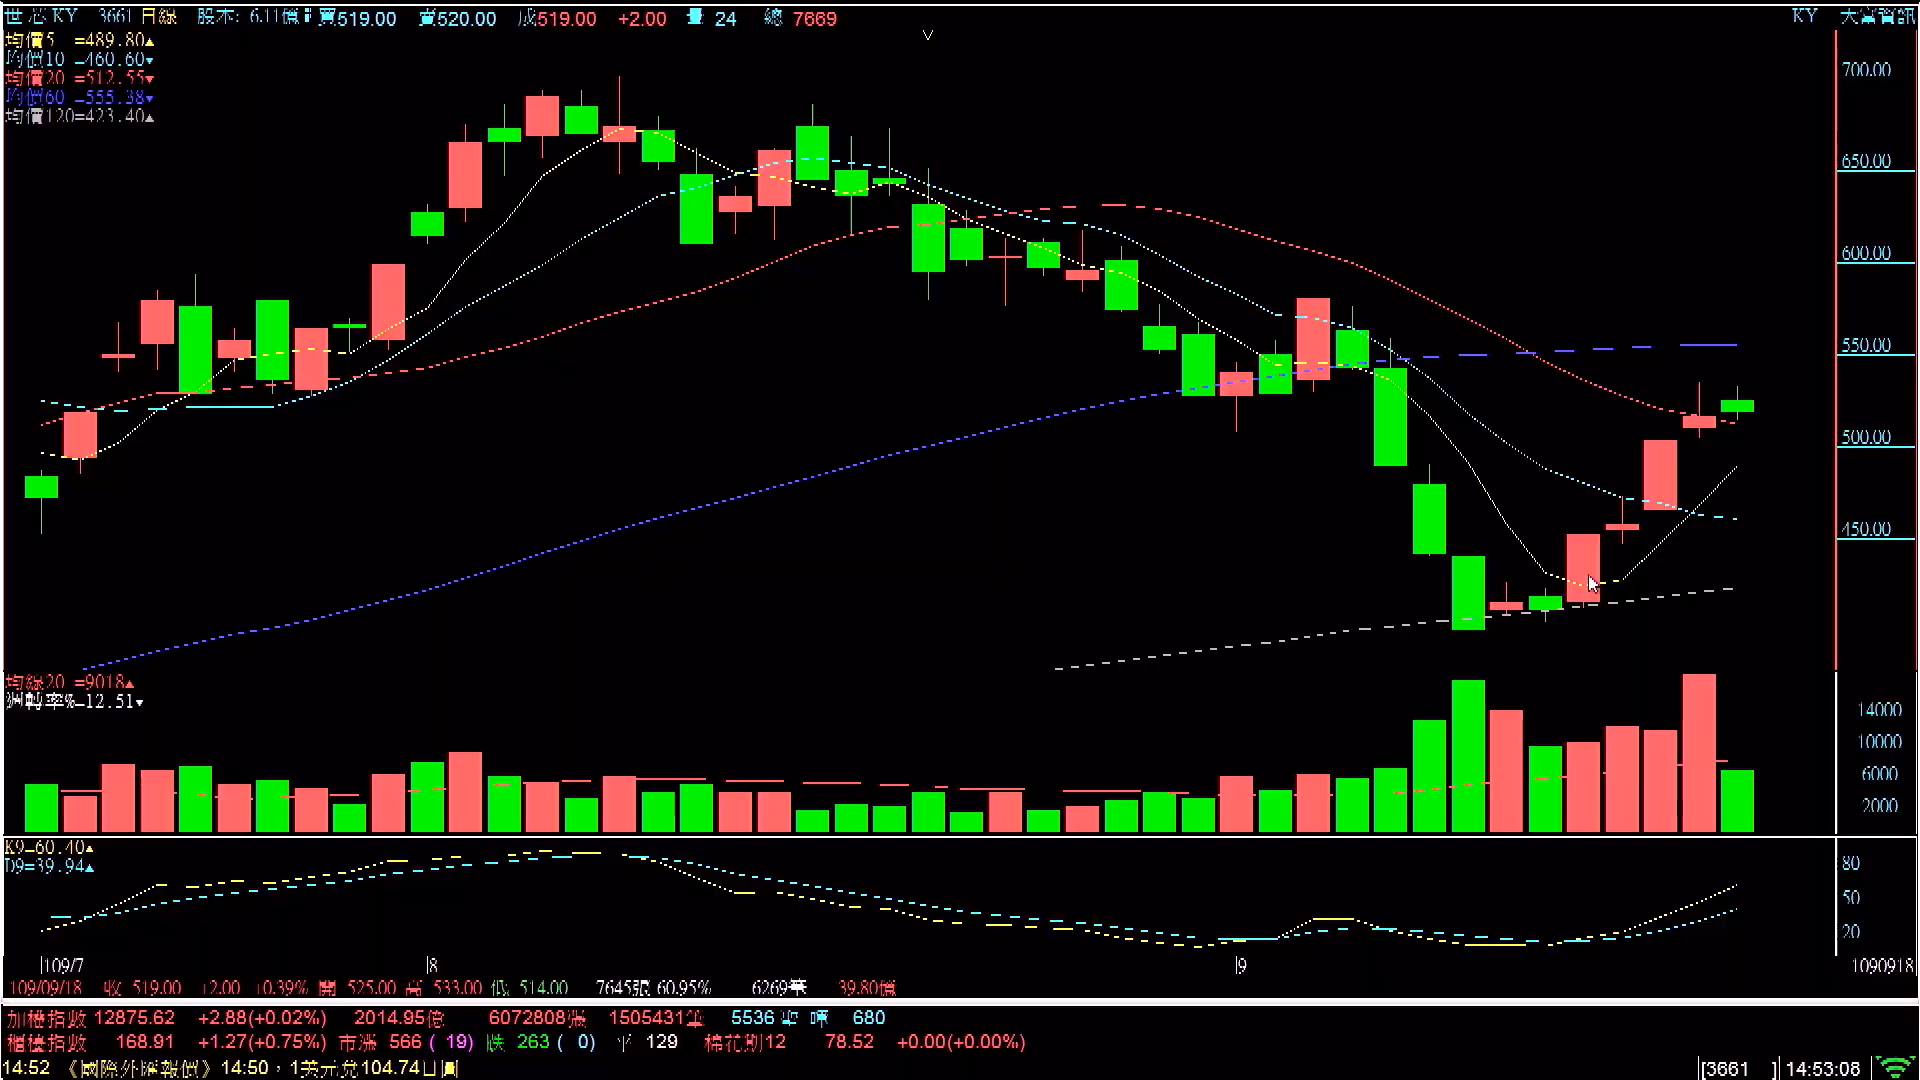 世芯KY 3661 日線 股本: 6.11億 買519.00 賣520.00 成519.00 +2.00 量 24 總 7669 KY 大富資訊
均價5 =489.80▲
均價10 =460.60▼
均價20 =512.55▼
均價60 =555.38▼
均價120=423.40▲
700.00
650.00
600.00
550.00
500.00
450.00
均線20 =9018▲
週轉率%=12.51▼
14000
10000
6000
2000
K9=60.40▲
D9=39.94▲
80
50
20
109/7 8 9 1090918
109/09/18 收 519.00 +2.00 +0.39% 開 525.00 高 533.00 低 514.00 7645張 60.95% 6269筆 39.80億
加權指數 12875.62 +2.88(+0.02%) 2014.95億 6072808張 1505431筆 5536 680
櫃檯指數 168.91 +1.27(+0.75%) 市漲 566 ( 19) 跌 263 ( 0) 平 129 棉花期12 78.52 +0.00(+0.00%)
14:52 《國際外匯報價》14:50,1美元兌104.74日圓 [3661 ] 14:53:08